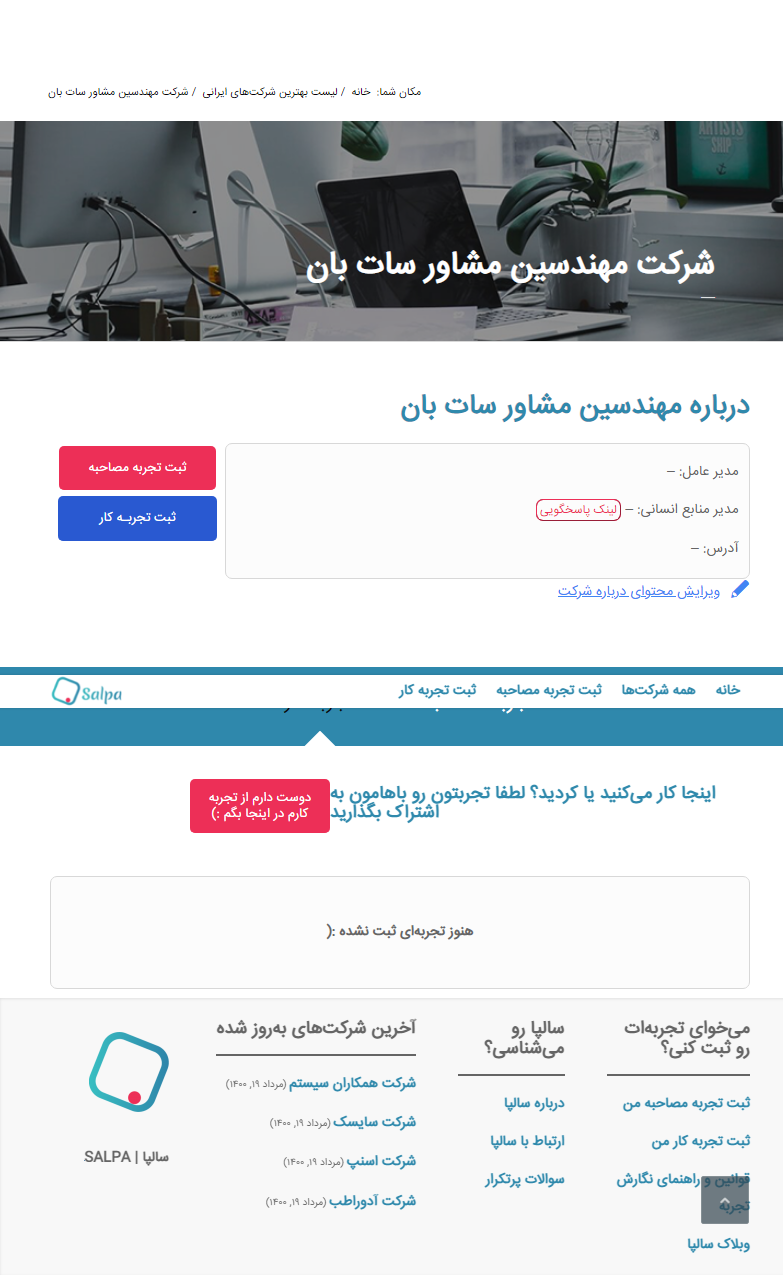 مکان شما: خانه / لیست بهترین شرکت‌های ایرانی / شرکت مهندسین مشاور سات بان
ARTISTS
SHIP
شرکت مهندسین مشاور سات بان
درباره مهندسین مشاور سات بان
مدیر عامل: –
مدیر منابع انسانی: – لینک پاسخگویی
آدرس: –
ثبت تجربه مصاحبه
ثبت تجربـه کار
ویرایش محتوای درباره شرکت
خانه همه شرکت‌ها ثبت تجربه مصاحبه ثبت تجربه کار
Salpa
اینجا کار می‌کنید یا کردید؟ لطفا تجربتون رو باهامون به
اشتراک بگذارید
دوست دارم از تجربه
کارم در اینجا بگم :)
هنوز تجربه‌ای ثبت نشده :(
می‌خوای تجربه‌ات
رو ثبت کنی؟
ثبت تجربه مصاحبه من
ثبت تجربه کار من
قوانین و راهنمای نگارش
تجربه
وبلاک سالپا
سالپا رو
می‌شناسی؟
درباره سالپا
ارتباط با سالپا
سوالات پرتکرار
آخرین شرکت‌های به‌روز شده
شرکت همکاران سیستم (مرداد ۱۹, ۱۴۰۰)
شرکت سایسک (مرداد ۱۹, ۱۴۰۰)
شرکت اسنپ (مرداد ۱۹, ۱۴۰۰)
شرکت آدوراطب (مرداد ۱۹, ۱۴۰۰)
سالپا | SALPA